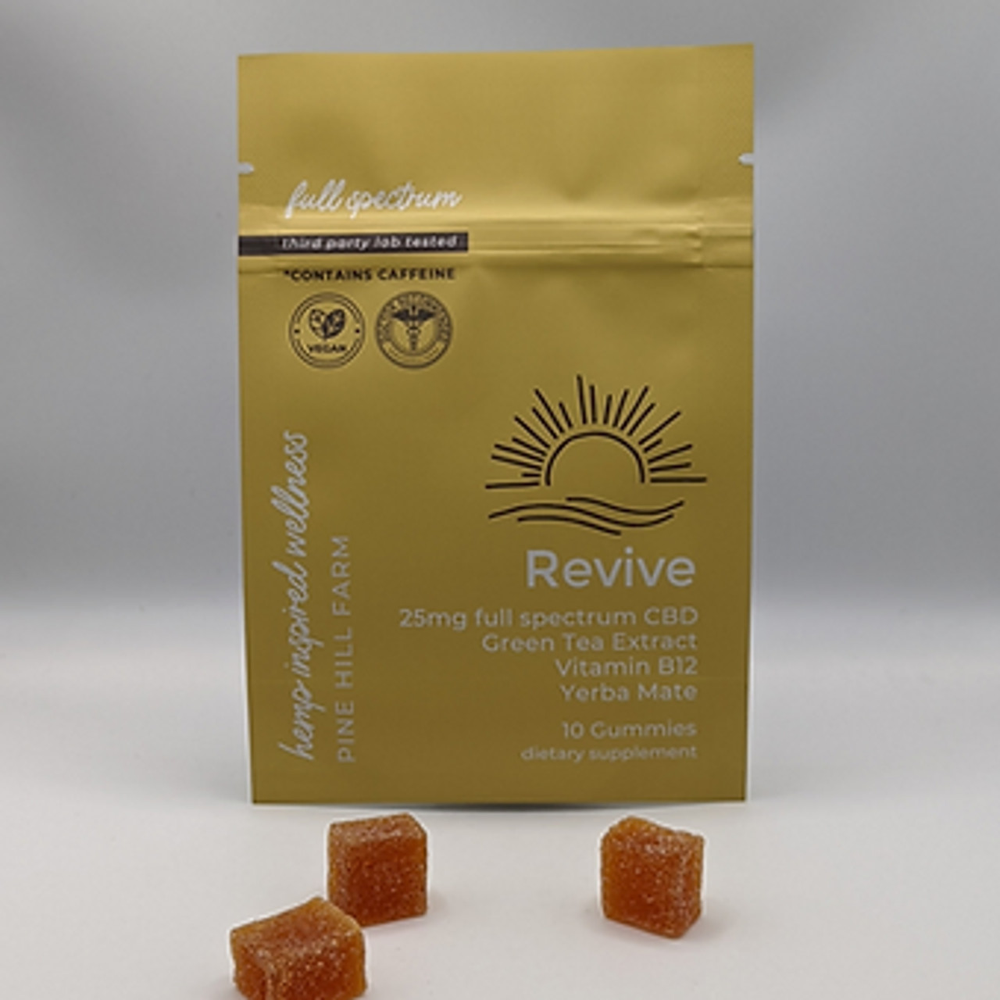 full spectrum
third party lab tested
*CONTAINS CAFFEINE
VEGAN
hemp inspired wellness
PINE HILL FARM
Revive
25mg full spectrum CBD
Green Tea Extract
Vitamin B12
Yerba Mate
10 Gummies
dietary supplement